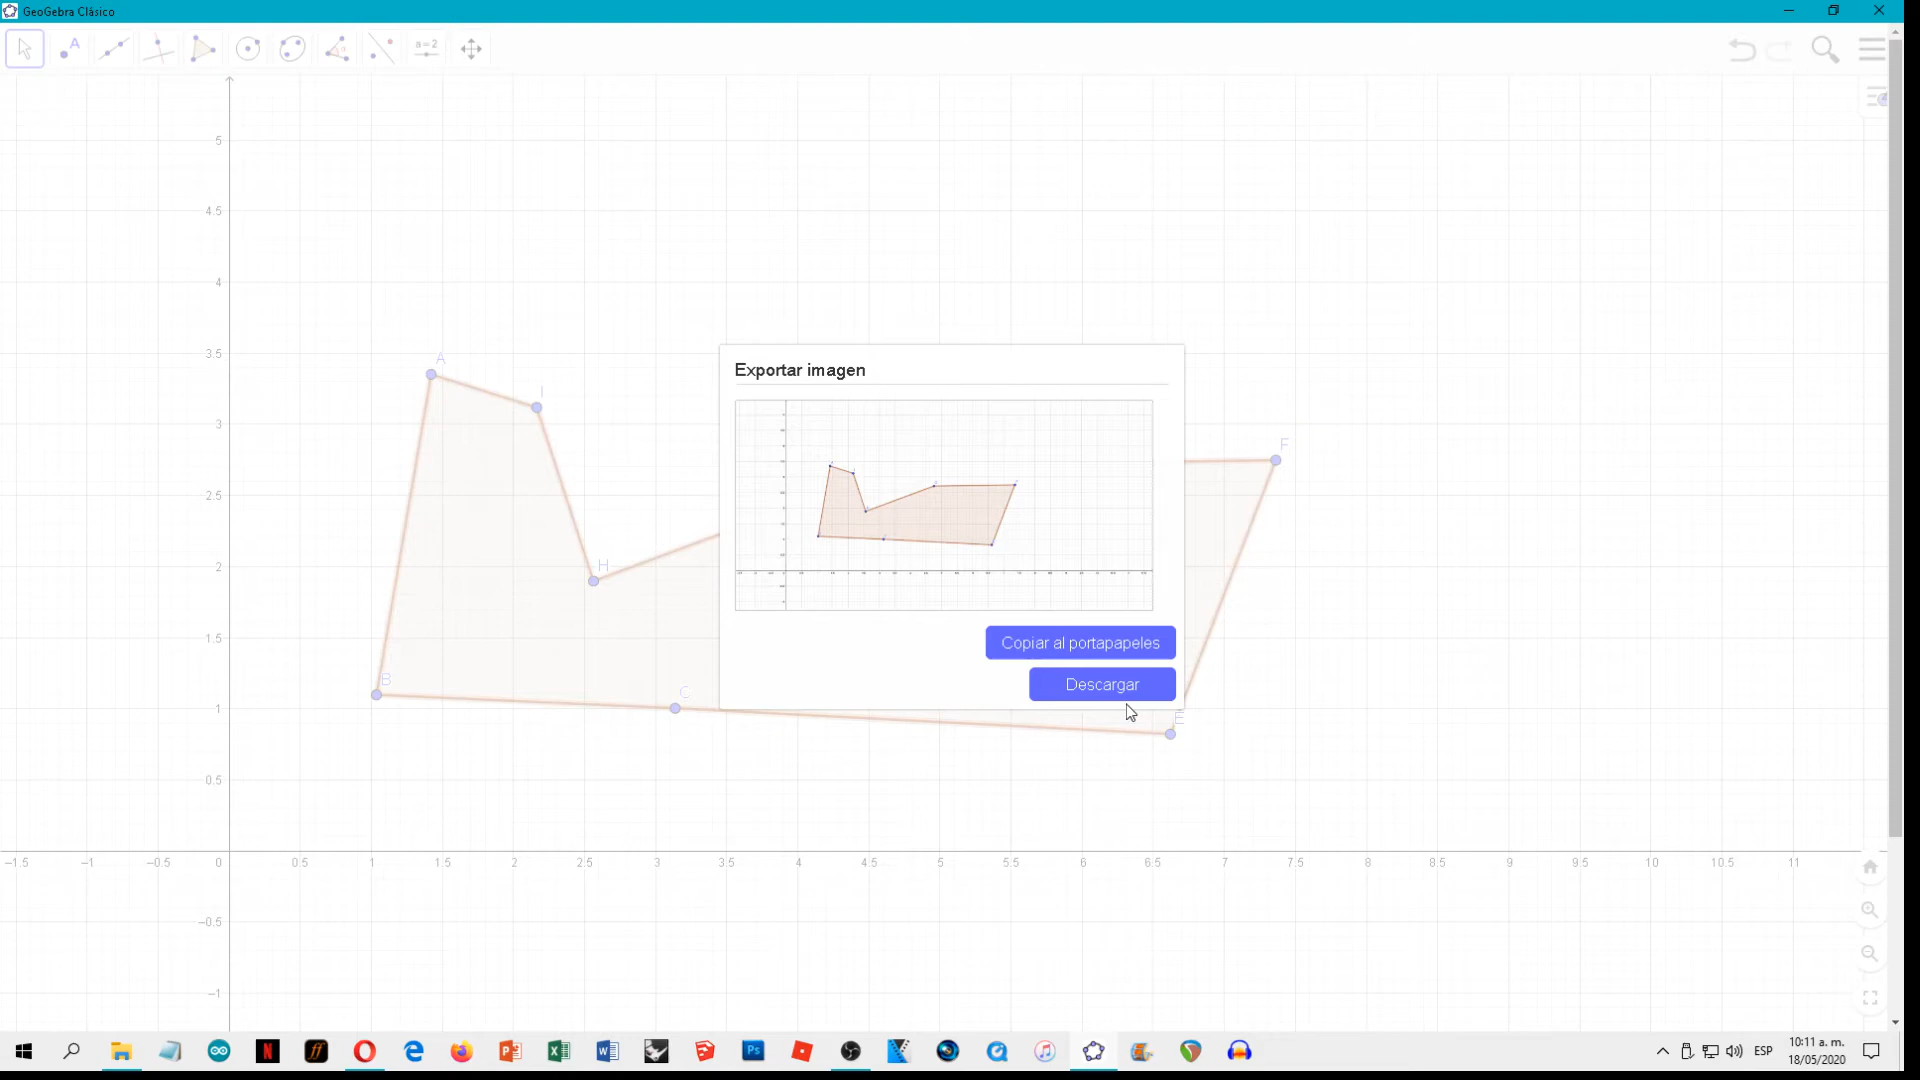 GeoGebra Clásico
A
a=2
5
4.5
4
3.5
3
2.5
2
1.5
1
0.5
−0.5
−1
A
I
H
F
B
C
E
Exportar imagen
Copiar al portapapeles
Descargar
−1.5 −1 −0.5 0 0.5 1 1.5 2 2.5 3 3.5 4 4.5 5 5.5 6 6.5 7 7.5 8 8.5 9 9.5 10 10.5 11
ESP
10:11 a. m.
18/05/2020